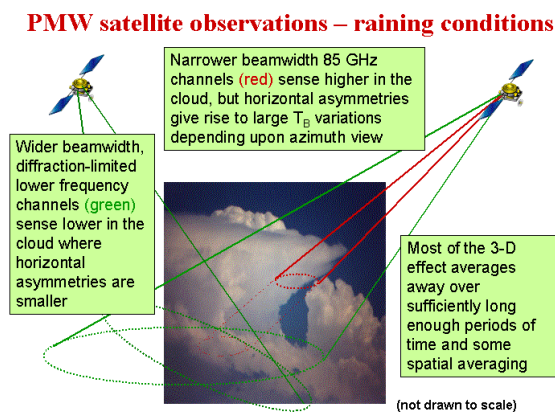 PMW satellite observations – raining conditions
Narrower beamwidth 85 GHz
channels (red) sense higher in the
cloud, but horizontal asymmetries
give rise to large TB variations
depending upon azimuth view
Wider beamwidth,
diffraction-limited
lower frequency
channels (green)
sense lower in the
cloud where
horizontal
asymmetries are
smaller
Most of the 3-D
effect averages
away over
sufficiently long
enough periods of
time and some
spatial averaging
(not drawn to scale)